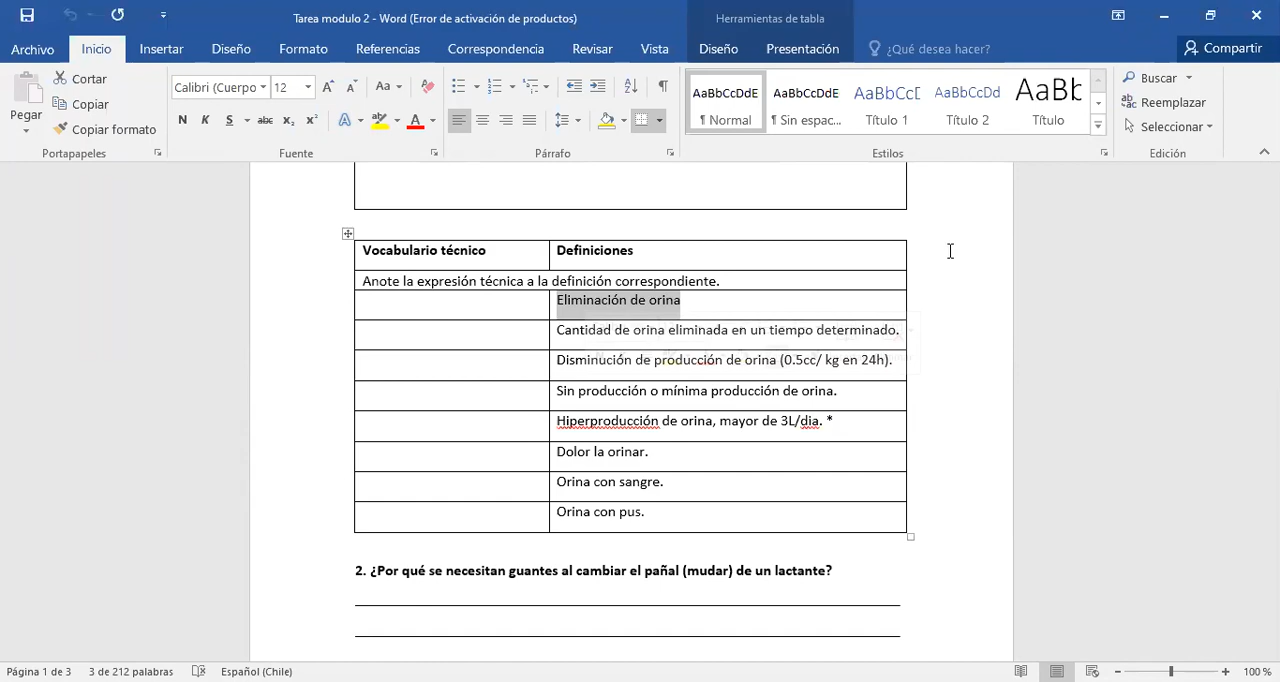 Tarea modulo 2 - Word (Error de activación de productos)
Herramientas de tabla
Archivo Inicio Insertar Diseño Formato Referencias Correspondencia Revisar Vista Diseño Presentación ¿Qué desea hacer? Compartir
Pegar
Cortar
Copiar
Copiar formato
Portapapeles
Calibri (Cuerpo 12
N K S abc x₂ x²
Aa
A
Fuente
Párrafo
AaBbCcDdE
¶ Normal
AaBbCcDdE
¶ Sin espac...
AaBbCcD
Título 1
AaBbCcDd
Título 2
AaBb
Título
Estilos
Buscar
Reemplazar
Seleccionar
Edición
Vocabulario técnico Definiciones
Anote la expresión técnica a la definición correspondiente.
Eliminación de orina
Cantidad de orina eliminada en un tiempo determinado.
Disminución de producción de orina (0.5cc/ kg en 24h).
Sin producción o mínima producción de orina.
Hiperproducción de orina, mayor de 3L/dia. *
Dolor la orinar.
Orina con sangre.
Orina con pus.
2. ¿Por qué se necesitan guantes al cambiar el pañal (mudar) de un lactante?
Página 1 de 3 3 de 212 palabras Español (Chile) 100 %